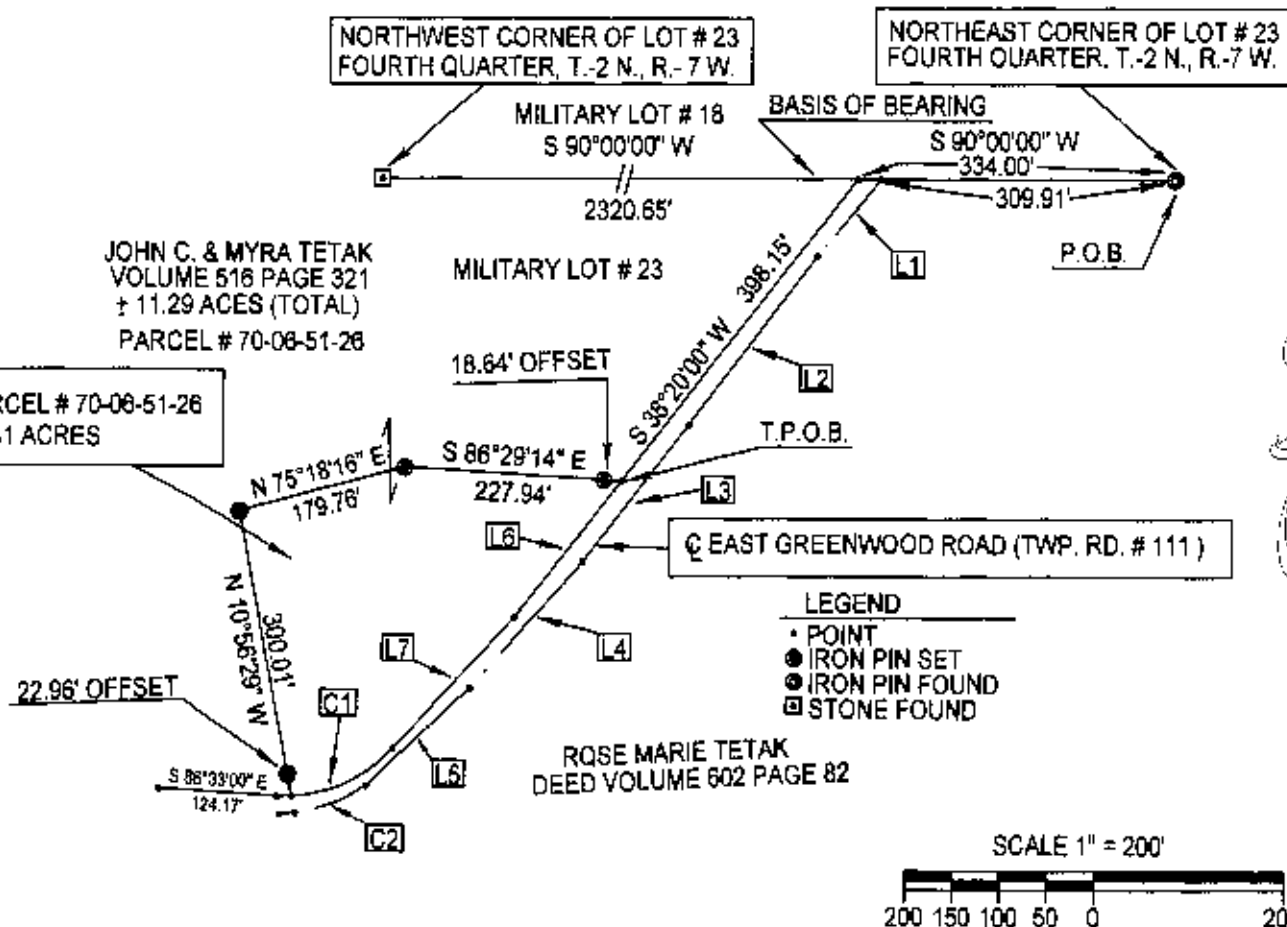 NORTHWEST CORNER OF LOT # 23
FOURTH QUARTER, T.-2 N., R.- 7 W.
NORTHEAST CORNER OF LOT # 23
FOURTH QUARTER. T.-2 N., R.-7 W.
MILITARY LOT # 18
BASIS OF BEARING
S 90°00'00" W
S 90°00'00" W
334.00'
309.91'
2320.65'
P.O.B.
L1
JOHN C. & MYRA TETAK
VOLUME 516 PAGE 321
± 11.29 ACES (TOTAL)
PARCEL # 70-06-51-26
MILITARY LOT # 23
398.15'
S 38°20'00" W
18.64' OFFSET
L2
RCEL # 70-06-51-26
1 ACRES
T.P.O.B.
N 75°18'16" E
179.76'
S 86°29'14" E
227.94'
L3
L6
℄ EAST GREENWOOD ROAD (TWP. RD. # 111 )
LEGEND
POINT
IRON PIN SET
IRON PIN FOUND
STONE FOUND
L4
L7
300.01'
N 10°56'29" W
22.96' OFFSET
C1
L5
ROSE MARIE TETAK
DEED VOLUME 602 PAGE 82
S 86°33'00" E
124.17'
C2
SCALE 1" = 200'
200 150 100 50 0 20